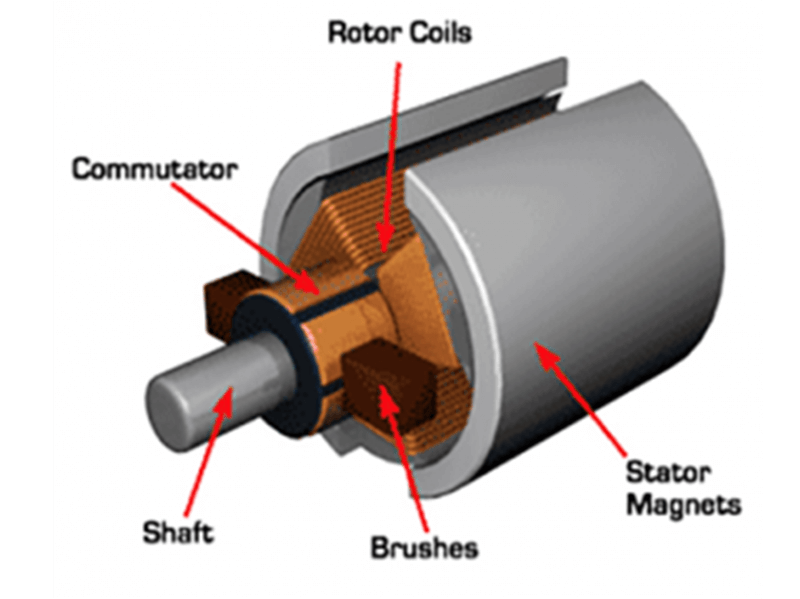 Rotor Coils
Commutator
Stator
Magnets
Shaft
Brushes